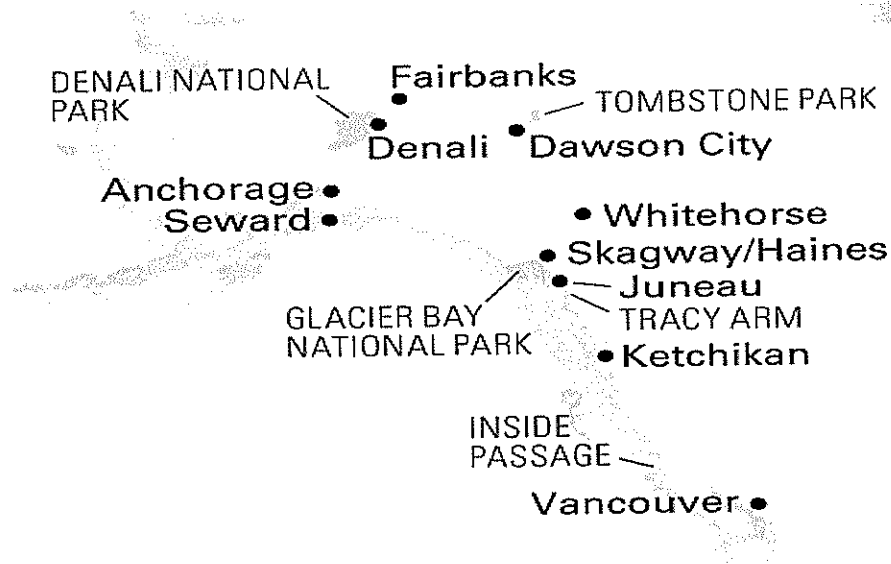 DENALI NATIONAL
PARK
Fairbanks
TOMBSTONE PARK
Denali
Dawson City
Anchorage
Seward
Whitehorse
Skagway/Haines
Juneau
GLACIER BAY
NATIONAL PARK
TRACY ARM
Ketchikan
INSIDE
PASSAGE
Vancouver